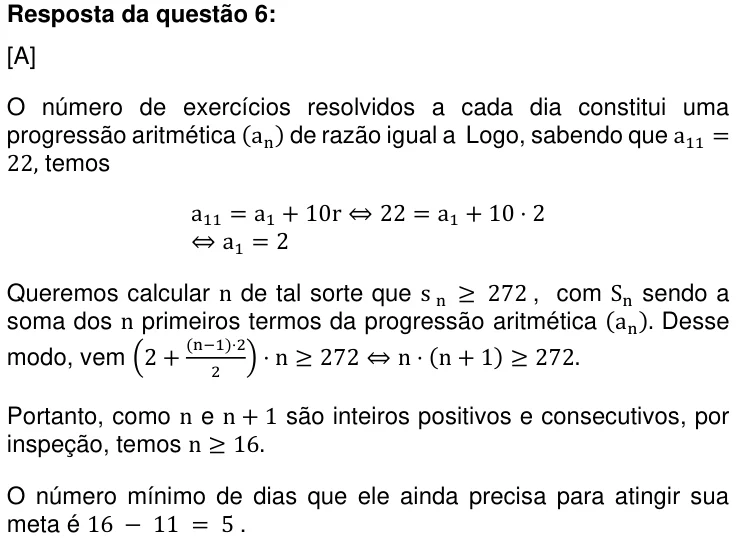 Resposta da questão 6:
[A]
O número de exercícios resolvidos a cada dia constitui uma
progressão aritmética (aₙ) de razão igual a Logo, sabendo que a₁₁ =
22, temos
a₁₁ = a₁ + 10r ⇔ 22 = a₁ + 10 · 2
⇔ a₁ = 2
Queremos calcular n de tal sorte que s ₙ ≥ 272 , com Sₙ sendo a
soma dos n primeiros termos da progressão aritmética (aₙ). Desse
modo, vem (2 + (n−1)·2/2) · n ≥ 272 ⇔ n · (n + 1) ≥ 272.
Portanto, como n e n + 1 são inteiros positivos e consecutivos, por
inspeção, temos n ≥ 16.
O número mínimo de dias que ele ainda precisa para atingir sua
meta é 16 − 11 = 5 .